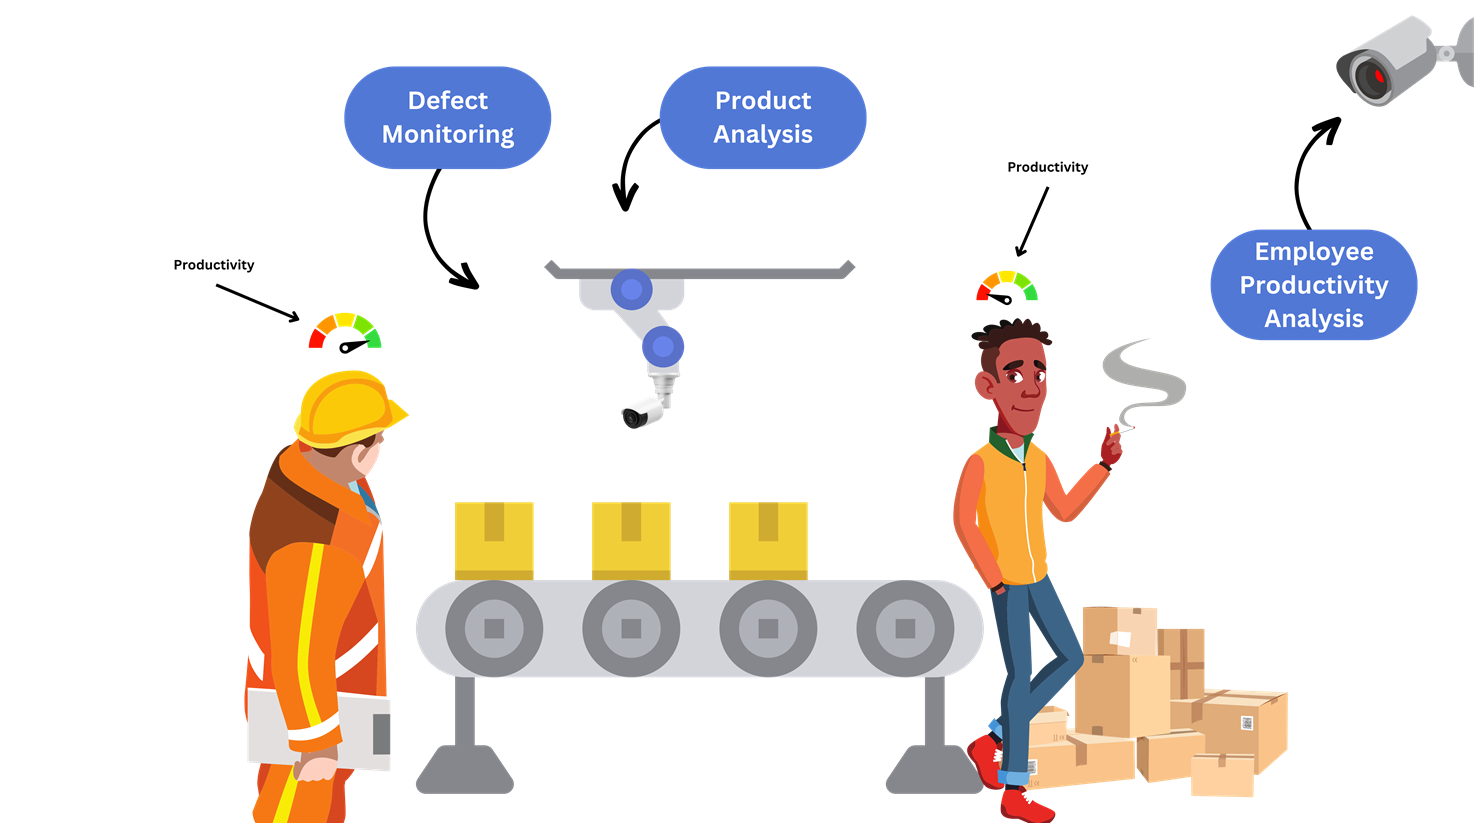 Defect
Monitoring
Product
Analysis
Productivity
Productivity
Employee
Productivity
Analysis